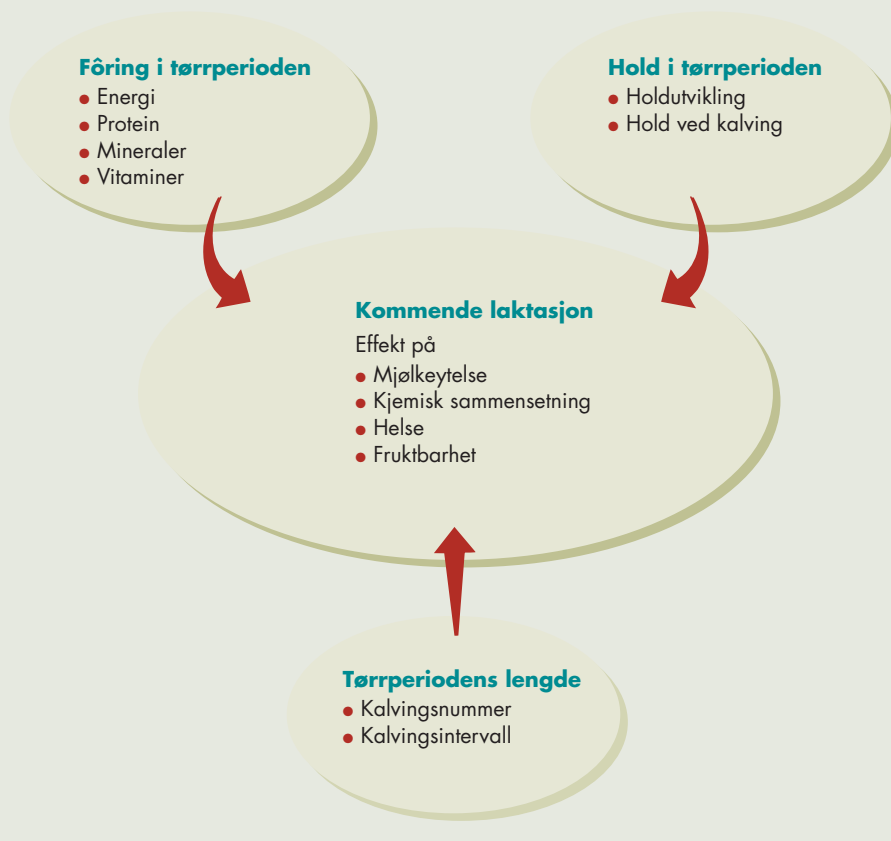 Fôring i tørrperioden
● Energi
● Protein
● Mineraler
● Vitaminer
Hold i tørrperioden
● Holdutvikling
● Hold ved kalving
Kommende laktasjon
Effekt på
● Mjølkeytelse
● Kjemisk sammensetning
● Helse
● Fruktbarhet
Tørrperiodens lengde
● Kalvingsnummer
● Kalvingsintervall